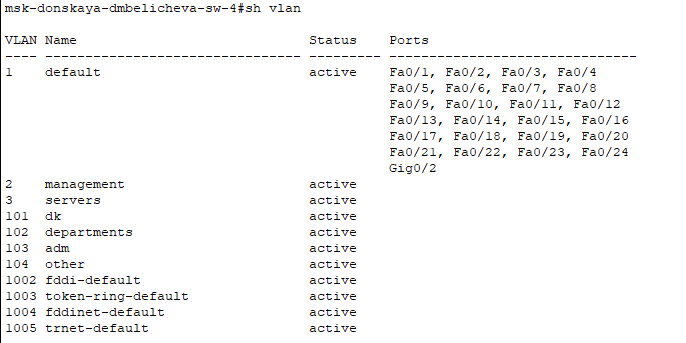 msk-donskaya-dmbelicheva-sw-4#sh vlan
VLAN Name                             Status    Ports
---- -------------------------------- --------- -------------------------------
1    default                          active    Fa0/1, Fa0/2, Fa0/3, Fa0/4
                                                Fa0/5, Fa0/6, Fa0/7, Fa0/8
                                                Fa0/9, Fa0/10, Fa0/11, Fa0/12
                                                Fa0/13, Fa0/14, Fa0/15, Fa0/16
                                                Fa0/17, Fa0/18, Fa0/19, Fa0/20
                                                Fa0/21, Fa0/22, Fa0/23, Fa0/24
                                                Gig0/2
2    management                       active
3    servers                          active
101  dk                               active
102  departments                      active
103  adm                              active
104  other                            active
1002 fddi-default                     active
1003 token-ring-default               active
1004 fddinet-default                  active
1005 trnet-default                    active